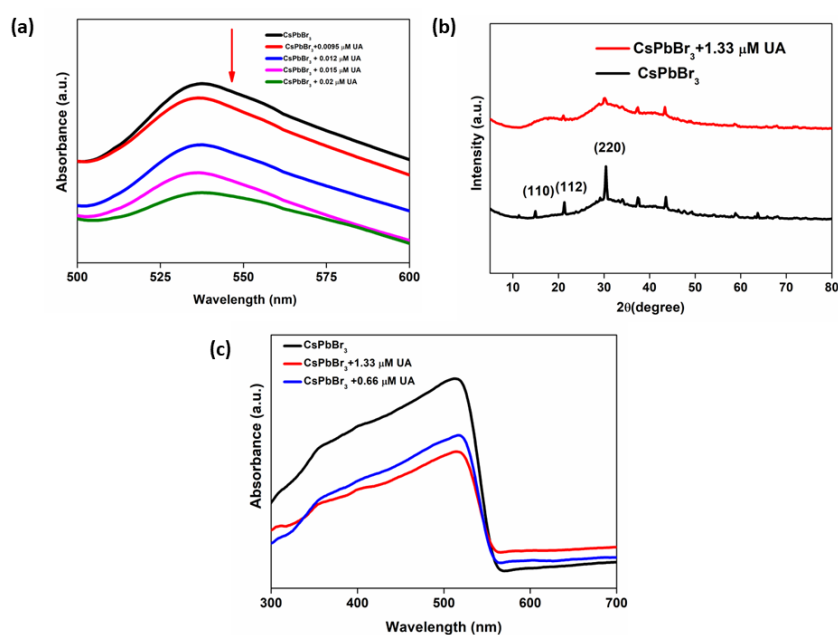 (a)
CsPbBr₃
CsPbBr₃+0.0095 μM UA
CsPbBr₃ + 0.012 μM UA
CsPbBr₃ + 0.015 μM UA
CsPbBr₃ + 0.02 μM UA
Absorbance (a.u.)
500 525 550 575 600
Wavelength (nm)
(b)
CsPbBr₃+1.33 μM UA
CsPbBr₃
Intensity (a.u.)
(110) (112) (220)
10 20 30 40 50 60 70 80
2θ(degree)
(c)
CsPbBr₃
CsPbBr₃+1.33 μM UA
CsPbBr₃ +0.66 μM UA
Absorbance (a.u.)
300 400 500 600 700
Wavelength (nm)